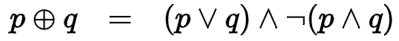 p ⊕ q = (p ∨ q) ∧ ¬(p ∧ q)